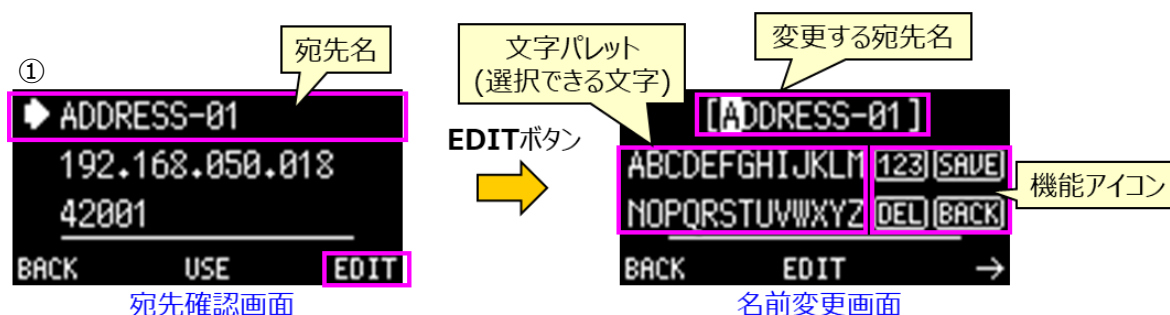 宛先名
①
ADDRESS-01
192.168.050.018
42001
BACK USE EDIT
宛先確認画面
EDITボタン
文字パレット
(選択できる文字)
変更する宛先名
[ADDRESS-01]
ABCDEFGHIJKLM 123 SAVE
NOPQRSTUVWXYZ DEL BACK
機能アイコン
BACK EDIT →
名前変更画面